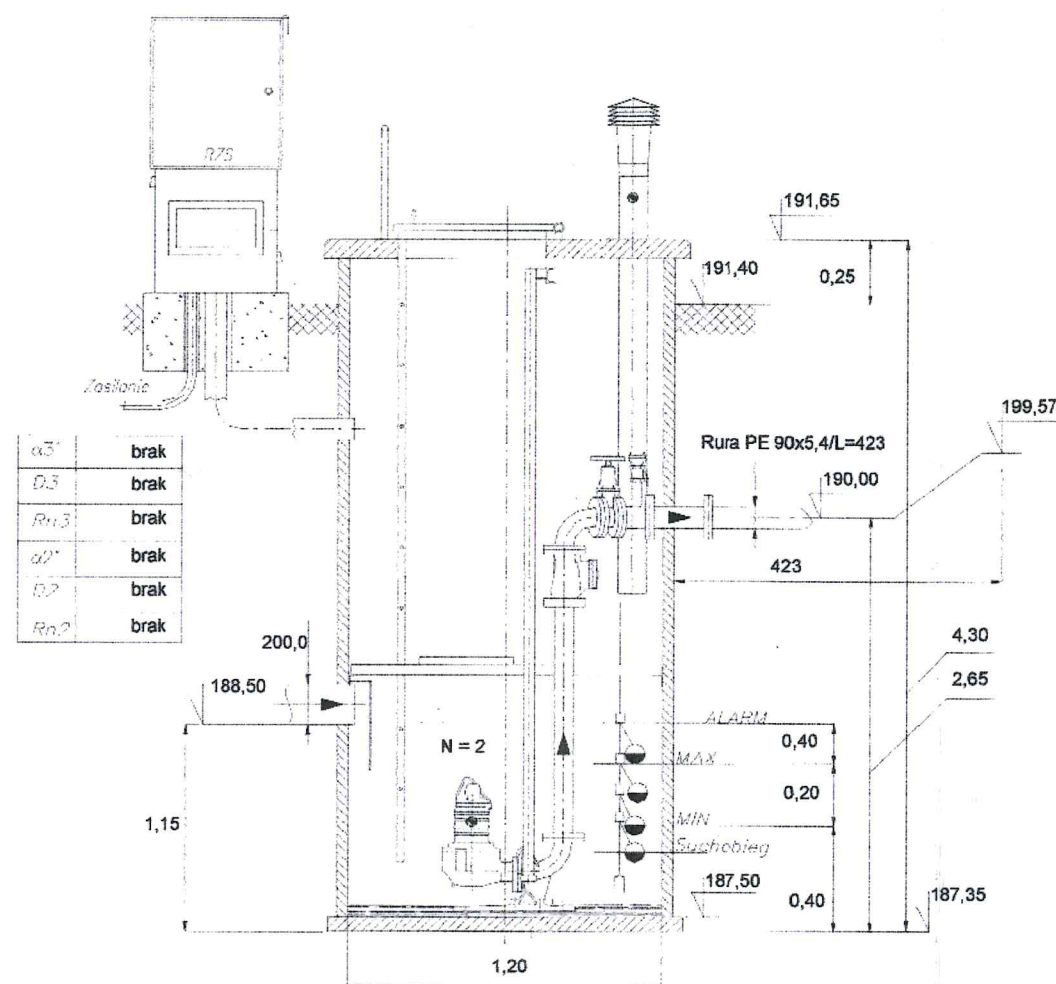 RZS
191,65
191,40
0,25
Zasilanie
199,57
Rura PE 90x5,4/L=423
190,00
α3° brak
D3 brak
Rn3 brak
α2° brak
D2 brak
Rn2 brak
423
200,0
188,50
4,30
2,65
ALARM
0,40
N = 2
MAX
0,20
1,15
MIN
Suchobieg
187,50
0,40
187,35
1,20